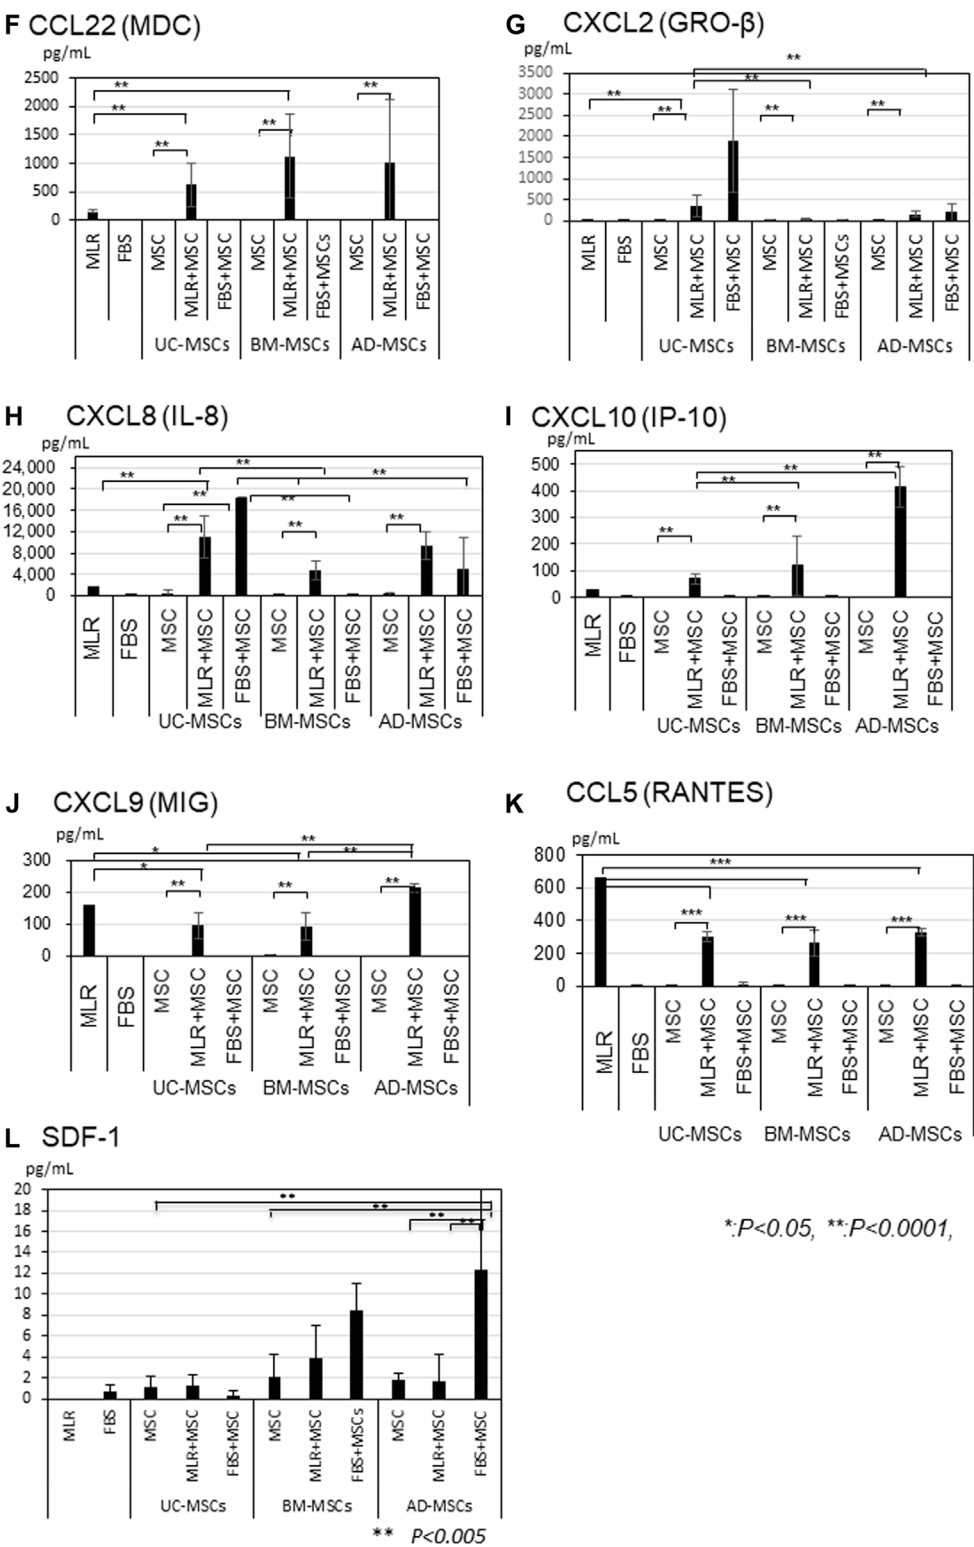 F CCL22 (MDC)
pg/mL
2500
2000
1500
1000
500
0
**
**
**
**
**
MLR
FBS
MSC
MLR+MSC
FBS+MSC
MSC
MLR+MSC
FBS+MSCs
MSC
MLR+MSC
FBS+MSC
UC-MSCs BM-MSCs AD-MSCs
G CXCL2 (GRO-β)
pg/mL
3500
3000
2500
2000
1500
1000
500
0
**
**
**
**
**
**
MLR
FBS
MSC
MLR+MSC
FBS+MSC
MSC
MLR+MSC
FBS+MSCs
MSC
MLR+MSC
FBS+MSC
UC-MSCs BM-MSCs AD-MSCs
H CXCL8 (IL-8)
pg/mL
24,000
20,000
16,000
12,000
8,000
4,000
0
**
**
**
**
**
**
**
**
MLR
FBS
MSC
MLR+MSC
FBS+MSC
MSC
MLR+MSC
FBS+MSC
MSC
MLR+MSC
FBS+MSC
UC-MSCs BM-MSCs AD-MSCs
I CXCL10 (IP-10)
pg/mL
500
400
300
200
100
0
**
**
**
**
**
MLR
FBS
MSC
MLR+MSC
FBS+MSC
MSC
MLR+MSC
FBS+MSC
MSC
MLR+MSC
FBS+MSC
UC-MSCs BM-MSCs AD-MSCs
J CXCL9 (MIG)
pg/mL
300
200
100
0
**
*
**
*
**
**
**
MLR
FBS
MSC
MLR+MSC
FBS+MSC
MSC
MLR+MSC
FBS+MSC
MSC
MLR+MSC
FBS+MSC
UC-MSCs BM-MSCs AD-MSCs
K CCL5 (RANTES)
pg/mL
800
600
400
200
0
***
***
***
***
MLR
FBS
MSC
MLR+MSC
FBS+MSC
MSC
MLR+MSC
FBS+MSC
MSC
MLR+MSC
FBS+MSC
UC-MSCs BM-MSCs AD-MSCs
L SDF-1
pg/mL
20
18
16
14
12
10
8
6
4
2
0
**
**
**
**
MLR
FBS
MSC
MLR+MSC
FBS+MSC
MSC
MLR+MSC
FBS+MSCs
MSC
MLR+MSC
FBS+MSC
UC-MSCs BM-MSCs AD-MSCs
** P<0.005
*:P<0.05, **:P<0.0001,